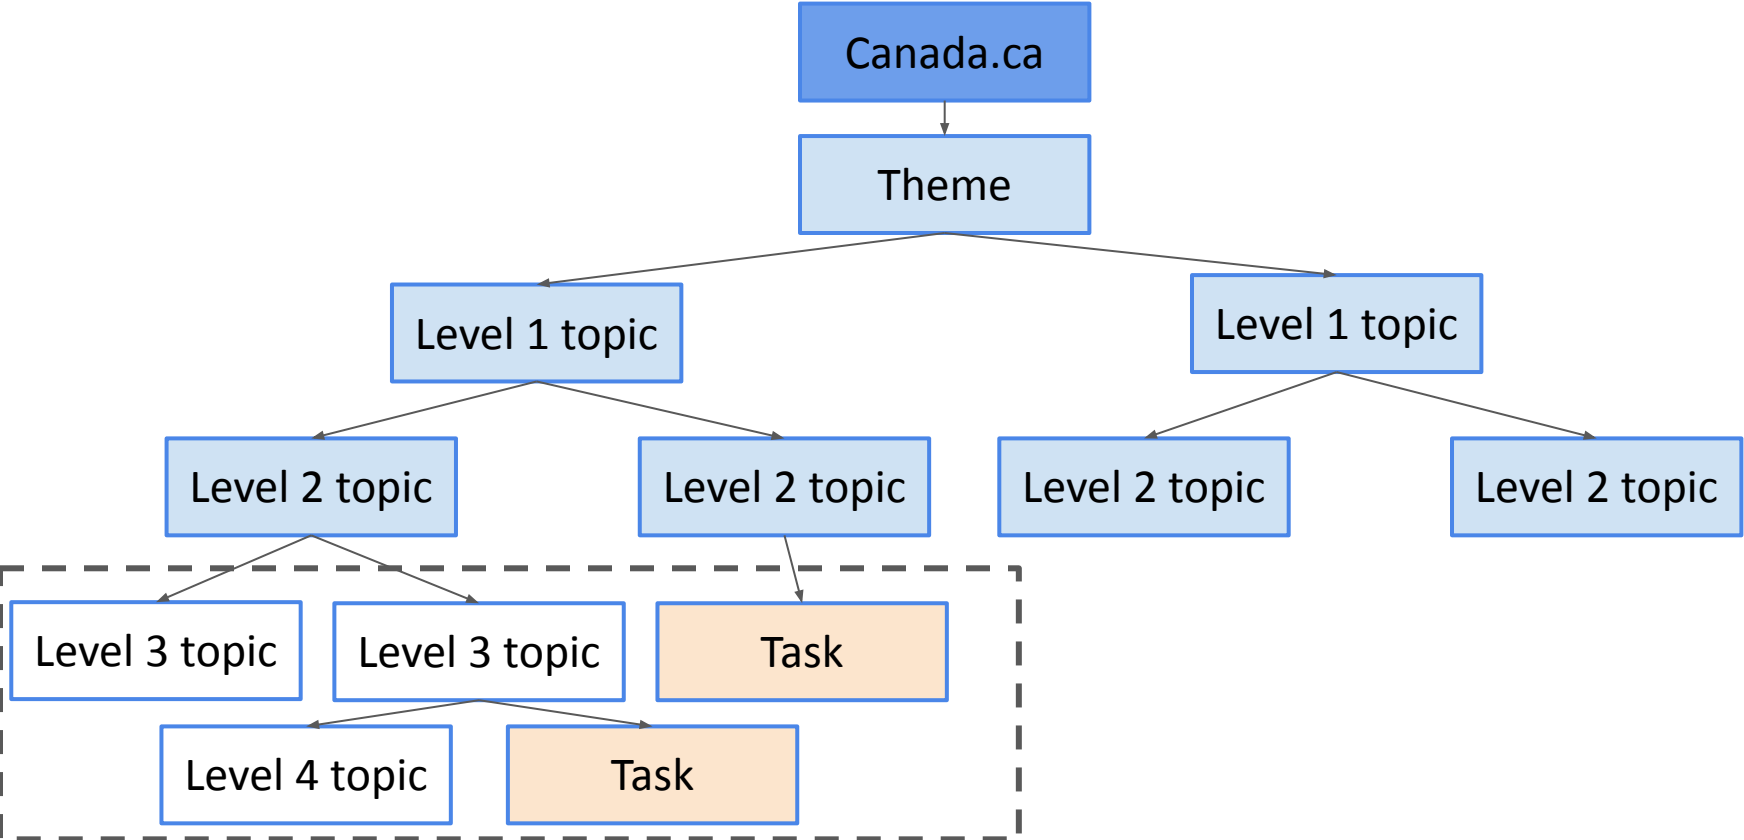 Canada.ca
Theme
Level 1 topic
Level 1 topic
Level 2 topic
Level 2 topic
Level 2 topic
Level 2 topic
Level 3 topic
Level 3 topic
Task
Level 4 topic
Task